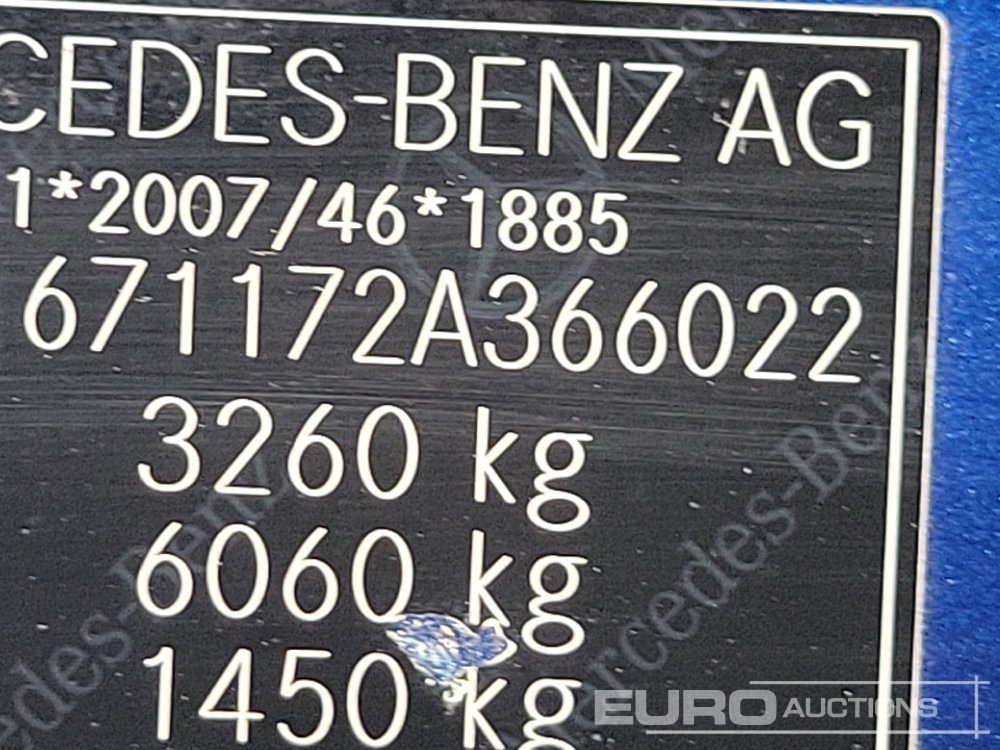 CEDES-BENZ AG
1*2007/46*1885
671172A366022
3260 kg
6060 kg
1450 kg
EURO AUCTIONS